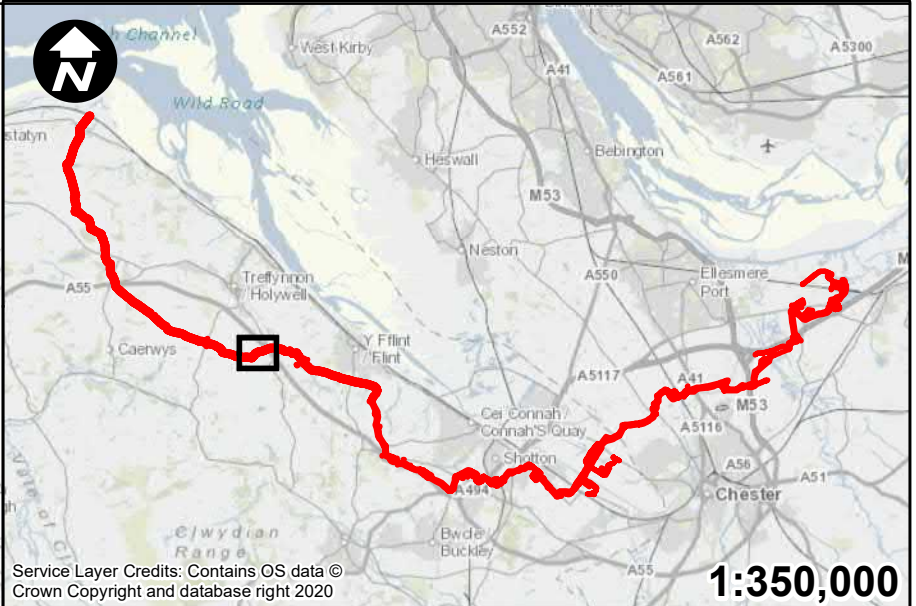 h Channel
West Kirby
A552
A562
A5300
A41
A561
Wild Road
N
statyn
Heswall
Bebington
M53
Neston
A55
Treffynnon
/Holywell
A550
Ellesmere
Port
M
Caerwys
Y Fflint
/Flint
A5117
A41
M53
Cei Connah/
Connah'S Quay
A5116
Shotton
A56
A51
A494
Chester
Clwydian
Range
Bwcle/
Buckley
A55
Service Layer Credits: Contains OS data ©
Crown Copyright and database right 2020
1:350,000